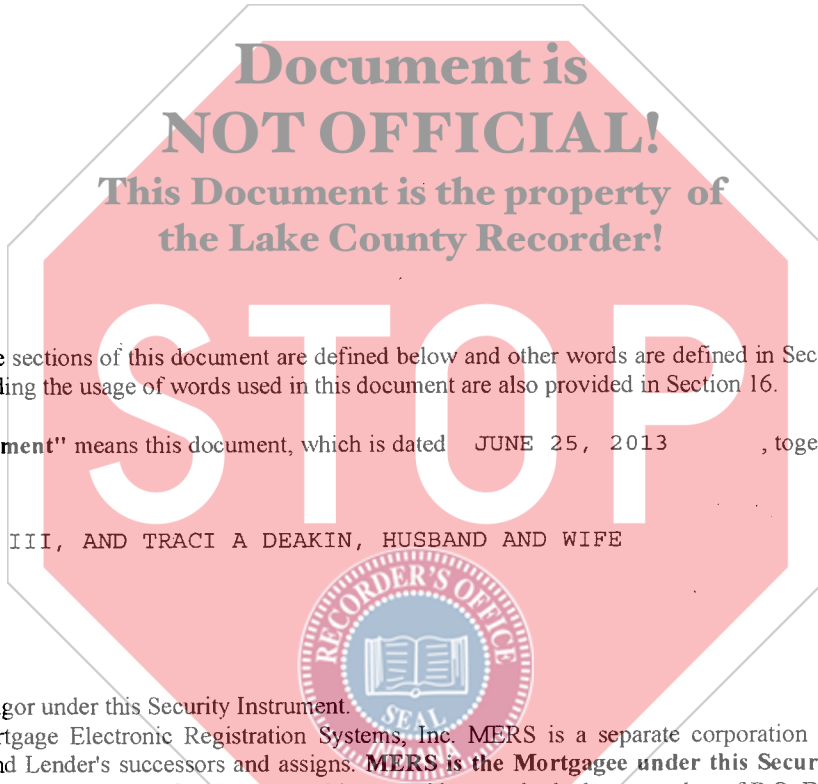 Document is
NOT OFFICIAL!
This Document is the property of
the Lake County Recorder!
STOP
sections of this document are defined below and other words are defined in Sec
ding the usage of words used in this document are also provided in Section 16.
ment" means this document, which is dated JUNE 25, 2013 , toge
III, AND TRACI A DEAKIN, HUSBAND AND WIFE
RECORDER'S OFFICE
SEAL
INDIANA
gor under this Security Instrument.
rtgage Electronic Registration Systems, Inc. MERS is a separate corporation
nd Lender's successors and assigns. MERS is the Mortgagee under this Secur